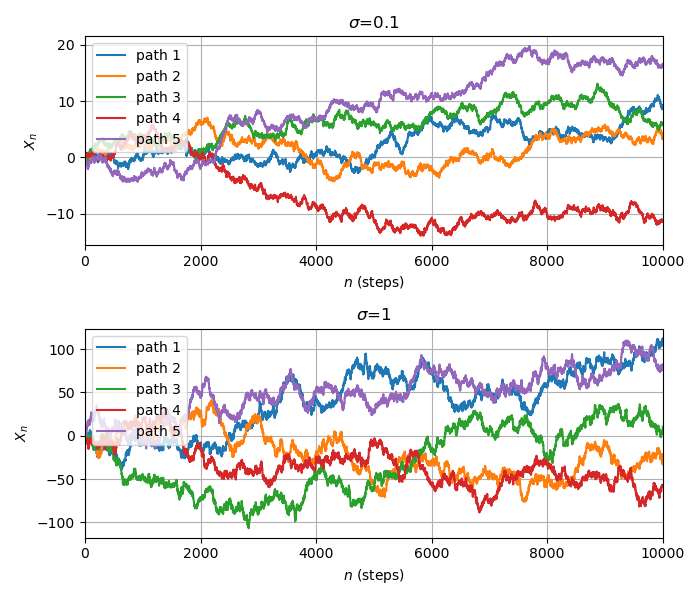 σ=0.1
X_n
20
10
0
−10
path 1
path 2
path 3
path 4
path 5
0 2000 4000 6000 8000 10000
n (steps)
σ=1
X_n
100
50
0
−50
−100
path 1
path 2
path 3
path 4
path 5
0 2000 4000 6000 8000 10000
n (steps)